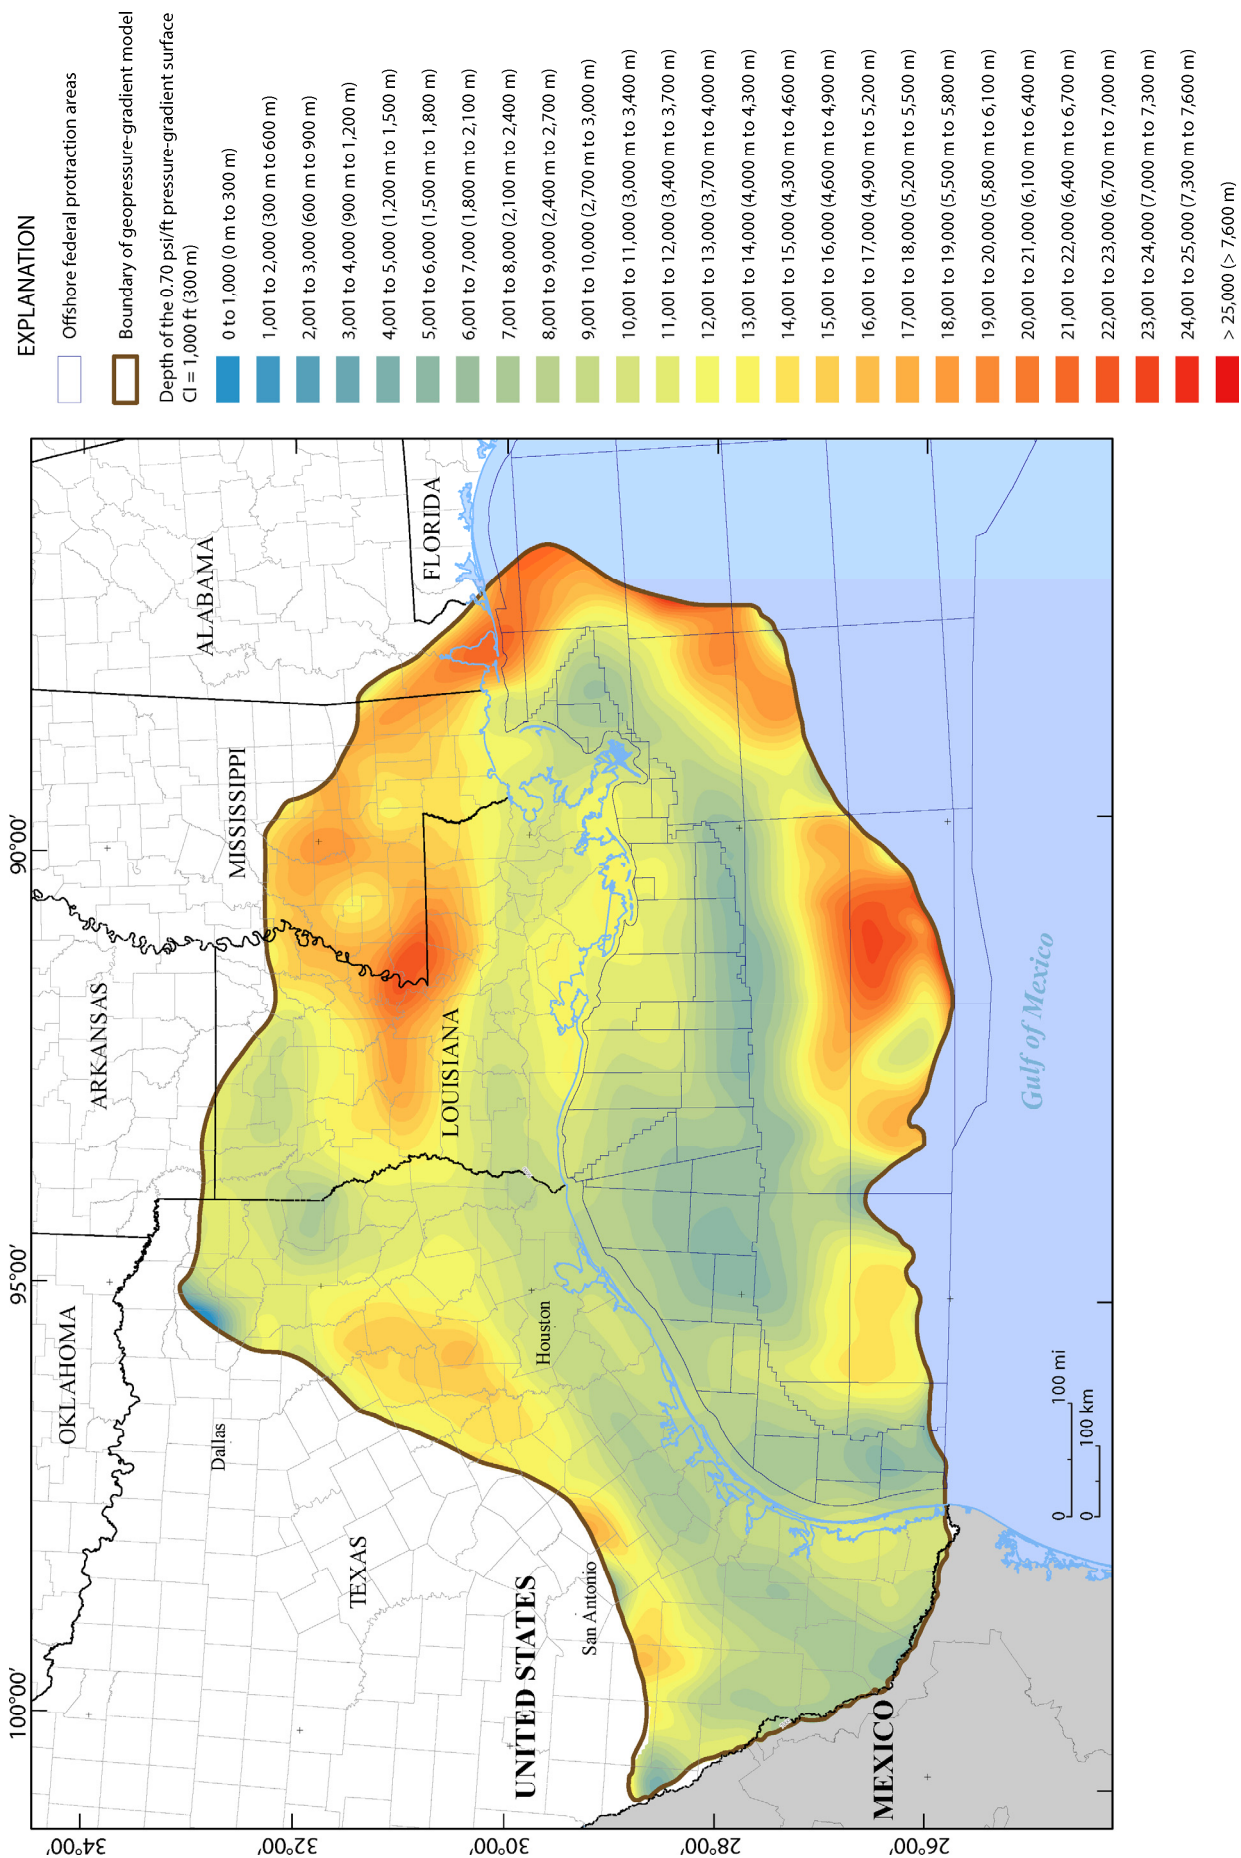 EXPLANATION
Offshore federal protraction areas
Boundary of geopressure-gradient model
Depth of the 0.70 psi/ft pressure-gradient surface
CI = 1,000 ft (300 m)
0 to 1,000 (0 m to 300 m)
1,001 to 2,000 (300 m to 600 m)
2,001 to 3,000 (600 m to 900 m)
3,001 to 4,000 (900 m to 1,200 m)
4,001 to 5,000 (1,200 m to 1,500 m)
5,001 to 6,000 (1,500 m to 1,800 m)
6,001 to 7,000 (1,800 m to 2,100 m)
7,001 to 8,000 (2,100 m to 2,400 m)
8,001 to 9,000 (2,400 m to 2,700 m)
9,001 to 10,000 (2,700 m to 3,000 m)
10,001 to 11,000 (3,000 m to 3,400 m)
11,001 to 12,000 (3,400 m to 3,700 m)
12,001 to 13,000 (3,700 m to 4,000 m)
13,001 to 14,000 (4,000 m to 4,300 m)
14,001 to 15,000 (4,300 m to 4,600 m)
15,001 to 16,000 (4,600 m to 4,900 m)
16,001 to 17,000 (4,900 m to 5,200 m)
17,001 to 18,000 (5,200 m to 5,500 m)
18,001 to 19,000 (5,500 m to 5,800 m)
19,001 to 20,000 (5,800 m to 6,100 m)
20,001 to 21,000 (6,100 m to 6,400 m)
21,001 to 22,000 (6,400 m to 6,700 m)
22,001 to 23,000 (6,700 m to 7,000 m)
23,001 to 24,000 (7,000 m to 7,300 m)
24,001 to 25,000 (7,300 m to 7,600 m)
> 25,000 (> 7,600 m)
100°00′
95°00′
90°00′
34°00′
32°00′
30°00′
28°00′
26°00′
OKLAHOMA
ARKANSAS
MISSISSIPPI
ALABAMA
FLORIDA
Dallas
TEXAS
LOUISIANA
Houston
San Antonio
UNITED STATES
MEXICO
Gulf of Mexico
0
100 mi
0
100 km